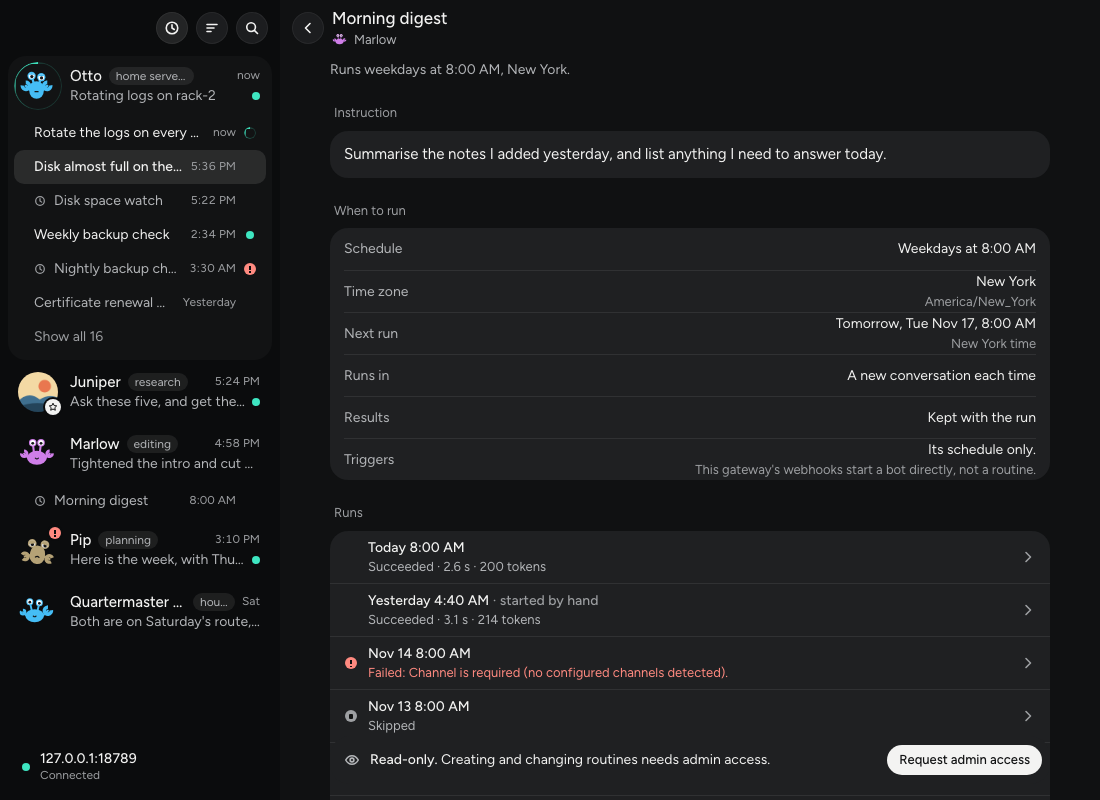 Otto home serve... now
Rotating logs on rack-2
Rotate the logs on every ... now
Disk almost full on the... 5:36 PM
Disk space watch 5:22 PM
Weekly backup check 2:34 PM
Nightly backup ch... 3:30 AM
Certificate renewal ... Yesterday
Show all 16
Juniper research 5:24 PM
Ask these five, and get the...
Marlow editing 4:58 PM
Tightened the intro and cut ...
Morning digest 8:00 AM
Pip planning 3:10 PM
Here is the week, with Thu...
Quartermaster ... hou... Sat
Both are on Saturday's route,...
127.0.0.1:18789
Connected
Morning digest
Marlow
Runs weekdays at 8:00 AM, New York.
Instruction
Summarise the notes I added yesterday, and list anything I need to answer today.
When to run
Schedule Weekdays at 8:00 AM
Time zone New York
America/New_York
Next run Tomorrow, Tue Nov 17, 8:00 AM
New York time
Runs in A new conversation each time
Results Kept with the run
Triggers Its schedule only.
This gateway's webhooks start a bot directly, not a routine.
Runs
Today 8:00 AM
Succeeded · 2.6 s · 200 tokens
Yesterday 4:40 AM · started by hand
Succeeded · 3.1 s · 214 tokens
Nov 14 8:00 AM
Failed: Channel is required (no configured channels detected).
Nov 13 8:00 AM
Skipped
Read-only. Creating and changing routines needs admin access. Request admin access